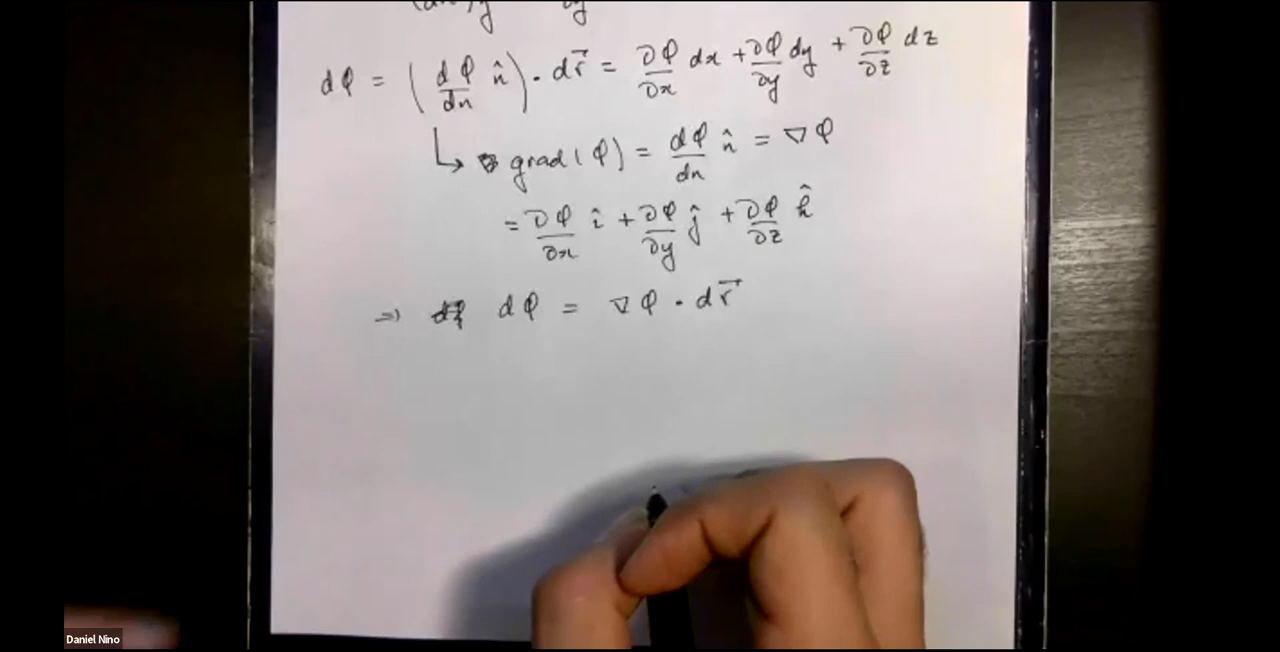 dφ = (dφ/dn n̂) · dr⃗ = ∂φ/∂x dx + ∂φ/∂y dy + ∂φ/∂z dz
↳ grad(φ) = dφ/dn n̂ = ∇φ
= ∂φ/∂x î + ∂φ/∂y ĵ + ∂φ/∂z k̂
⇒ dφ = ∇φ · dr⃗
Daniel Nino